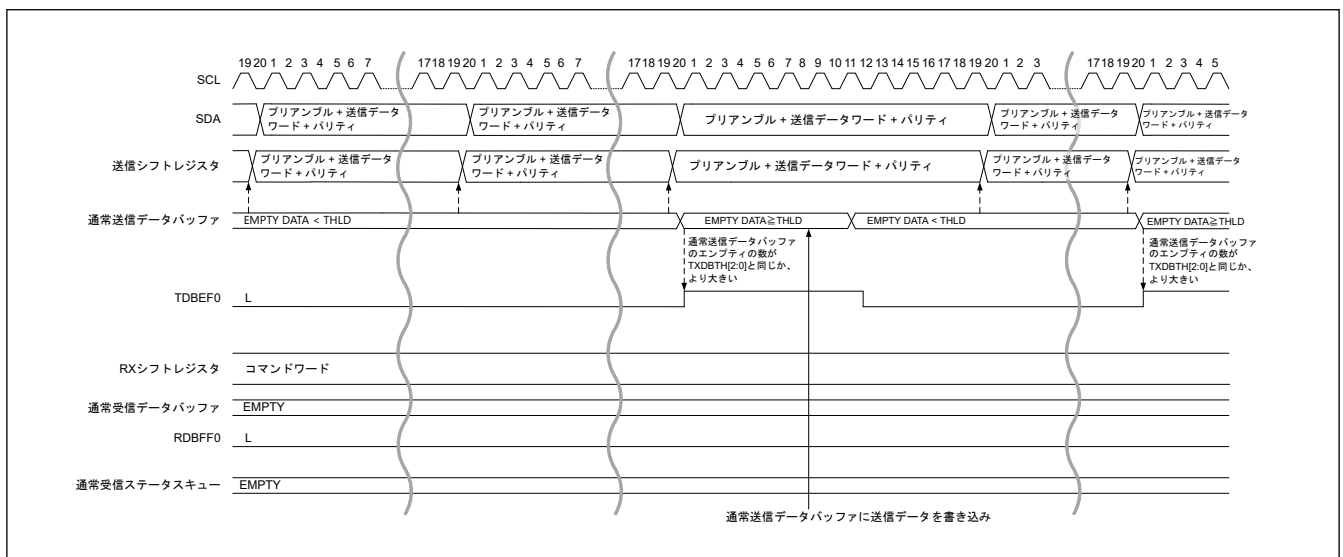 19 20 1 2 3 4 5 6 7 17 18 19 20 1 2 3 4 5 6 7 17 18 19 20 1 2 3 4 5 6 7 8 9 10 11 12 13 14 15 16 17 18 19 20 1 2 3 17 18 19 20 1 2 3 4 5
SCL
SDA
プリアンブル + 送信データ
ワード + パリティ
プリアンブル + 送信データ
ワード + パリティ
プリアンブル + 送信データワード + パリティ
プリアンブル + 送信データ
ワード + パリティ
プリアンブル + 送信データ
ワード + パリティ
送信シフトレジスタ
プリアンブル + 送信データ
ワード + パリティ
プリアンブル + 送信データ
ワード + パリティ
プリアンブル + 送信データワード + パリティ
プリアンブル + 送信データ
ワード + パリティ
プリアンブル + 送信データ
ワード + パリティ
通常送信データバッファ
EMPTY DATA < THLD
EMPTY DATA≧THLD
EMPTY DATA < THLD
EMPTY DATA≧THLD
通常送信データバッファ
のエンプティの数が
TXDBTH[2:0]と同じか、
より大きい
通常送信データバッファ
のエンプティの数が
TXDBTH[2:0]と同じか、
より大きい
TDBEF0
L
RXシフトレジスタ
コマンドワード
通常受信データバッファ
EMPTY
RDBFF0
L
通常受信ステータスキュー
EMPTY
通常送信データバッファに送信データを書き込み